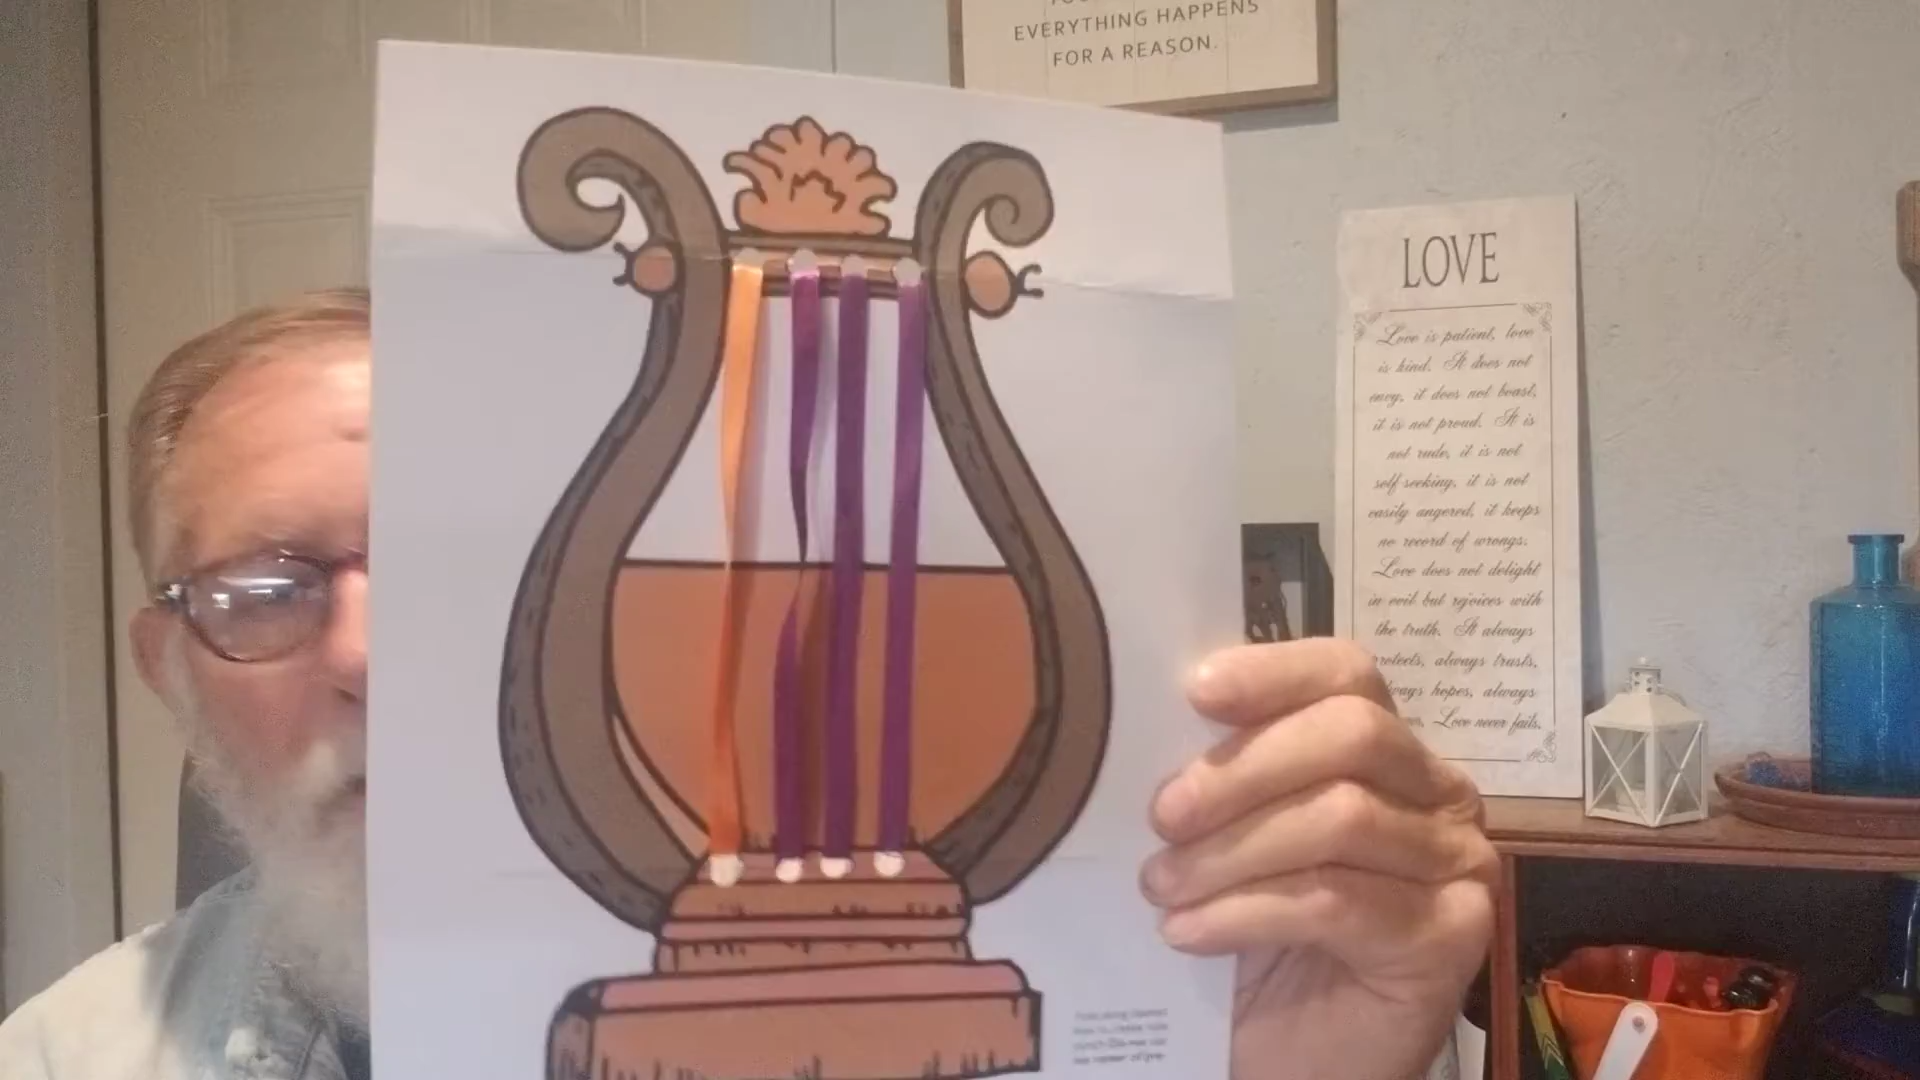 EVERYTHING HAPPENS
FOR A REASON.
LOVE
Love is patient, love
is kind. It does not
envy, it does not boast,
it is not proud. It is
not rude, it is not
self-seeking, it is not
easily angered, it keeps
no record of wrongs.
Love does not delight
in evil but rejoices with
the truth. It always
protects, always trusts,
always hopes, always
Love never fails.